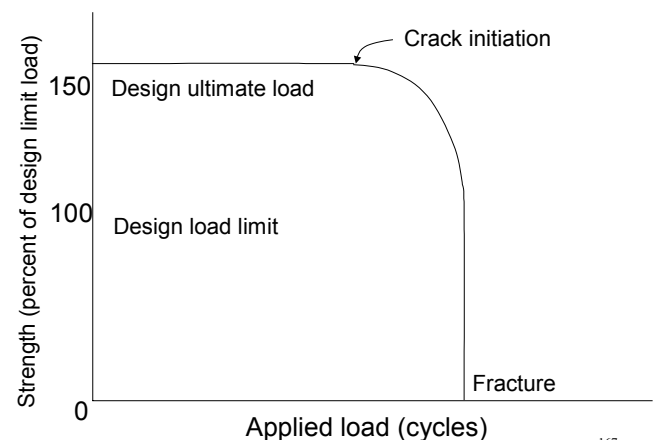 Crack initiation
150
Design ultimate load
100
Design load limit
Strength (percent of design limit load)
Fracture
0
Applied load (cycles)